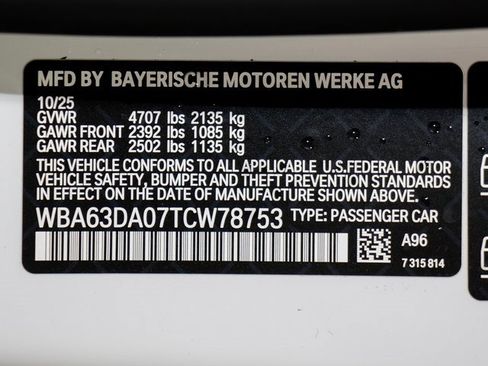 MFD BY BAYERISCHE MOTOREN WERKE AG
10/25
GVWR 4707 lbs 2135 kg
GAWR FRONT 2392 lbs 1085 kg
GAWR REAR 2502 lbs 1135 kg
THIS VEHICLE CONFORMS TO ALL APPLICABLE U.S.FEDERAL MOTOR
VEHICLE SAFETY, BUMPER AND THEFT PREVENTION STANDARDS
IN EFFECT ON THE DATE OF MANUFACTURE SHOWN ABOVE.
WBA63DA07TCW78753 TYPE: PASSENGER CAR
A96
7 315 814